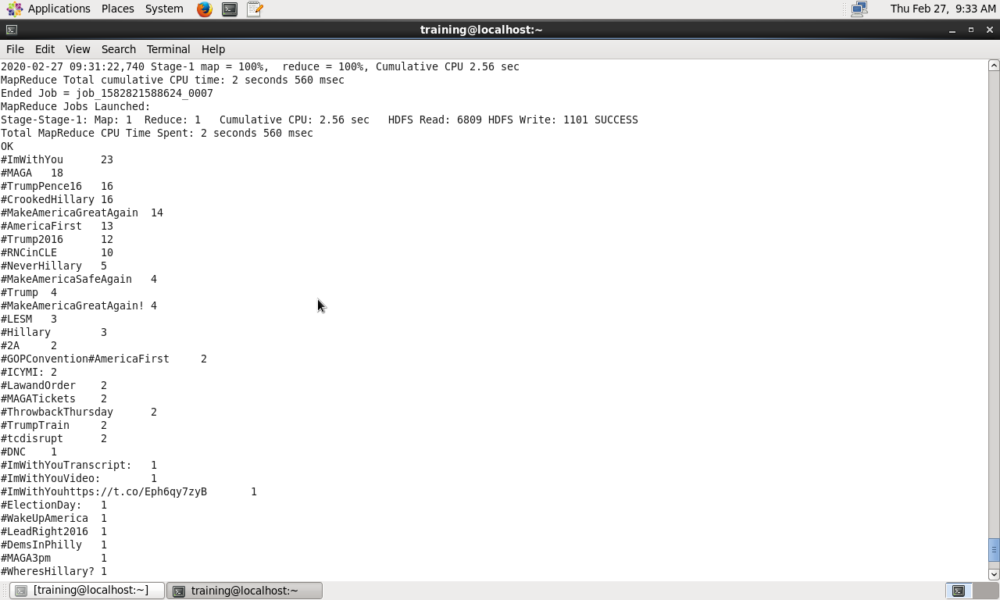 Applications Places System Thu Feb 27, 9:33 AM
training@localhost:~
File Edit View Search Terminal Help
2020-02-27 09:31:22,740 Stage-1 map = 100%,  reduce = 100%, Cumulative CPU 2.56 sec
MapReduce Total cumulative CPU time: 2 seconds 560 msec
Ended Job = job_1582821588624_0007
MapReduce Jobs Launched:
Stage-Stage-1: Map: 1  Reduce: 1   Cumulative CPU: 2.56 sec   HDFS Read: 6809 HDFS Write: 1101 SUCCESS
Total MapReduce CPU Time Spent: 2 seconds 560 msec
OK
#ImWithYou 23
#MAGA 18
#TrumpPence16 16
#CrookedHillary 16
#MakeAmericaGreatAgain 14
#AmericaFirst 13
#Trump2016 12
#RNCinCLE 10
#NeverHillary 5
#MakeAmericaSafeAgain 4
#Trump 4
#MakeAmericaGreatAgain! 4
#LESM 3
#Hillary 3
#2A 2
#GOPConvention#AmericaFirst 2
#ICYMI: 2
#LawandOrder 2
#MAGATickets 2
#ThrowbackThursday 2
#TrumpTrain 2
#tcdisrupt 2
#DNC 1
#ImWithYouTranscript: 1
#ImWithYouVideo: 1
#ImWithYouhttps://t.co/Eph6qy7zyB 1
#ElectionDay: 1
#WakeUpAmerica 1
#LeadRight2016 1
#DemsInPhilly 1
#MAGA3pm 1
#WheresHillary? 1
[training@localhost:~] training@localhost:~